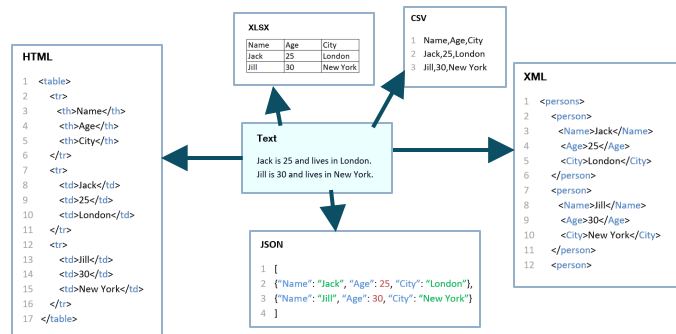 HTML
1 <table>
2 <tr>
3 <th>Name</th>
4 <th>Age</th>
5 <th>City</th>
6 </tr>
7 <tr>
8 <td>Jack</td>
9 <td>25</td>
10 <td>London</td>
11 </tr>
12 <tr>
13 <td>Jill</td>
14 <td>30</td>
15 <td>New York</td>
16 </tr>
17 </table>
XLSX
Name Age City
Jack 25 London
Jill 30 New York
CSV
1 Name,Age,City
2 Jack,25,London
3 Jill,30,New York
Text
Jack is 25 and lives in London.
Jill is 30 and lives in New York.
JSON
1 [
2 {“Name”: “Jack”, “Age”: 25, “City”: “London”},
3 {“Name”: “Jill”, “Age”: 30, “City”: “New York”}
4 ]
XML
1 <persons>
2 <person>
3 <Name>Jack</Name>
4 <Age>25</Age>
5 <City>London</City>
6 </person>
7 <person>
8 <Name>Jill</Name>
9 <Age>30</Age>
10 <City>New York</City>
11 </person>
12 <person>